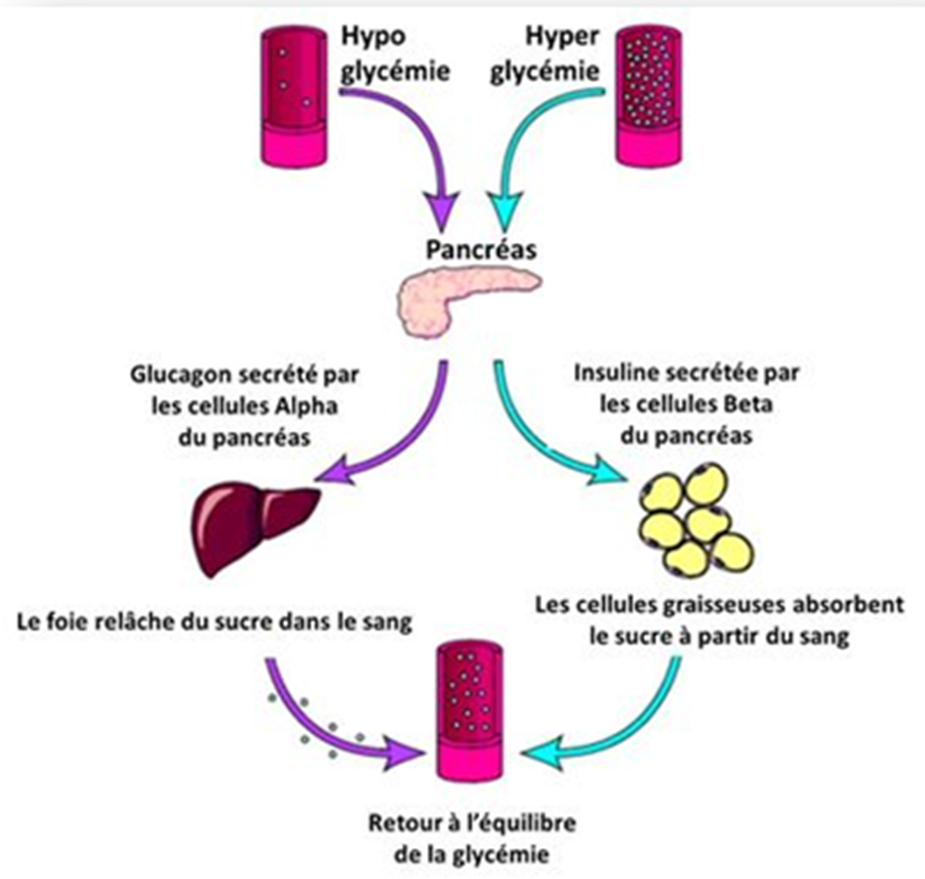 Hypo
glycémie
Hyper
glycémie
Pancréas
Glucagon secrété par
les cellules Alpha
du pancréas
Insuline secrétée par
les cellules Beta
du pancréas
Le foie relâche du sucre dans le sang
Les cellules graisseuses absorbent
le sucre à partir du sang
Retour à l'équilibre
de la glycémie